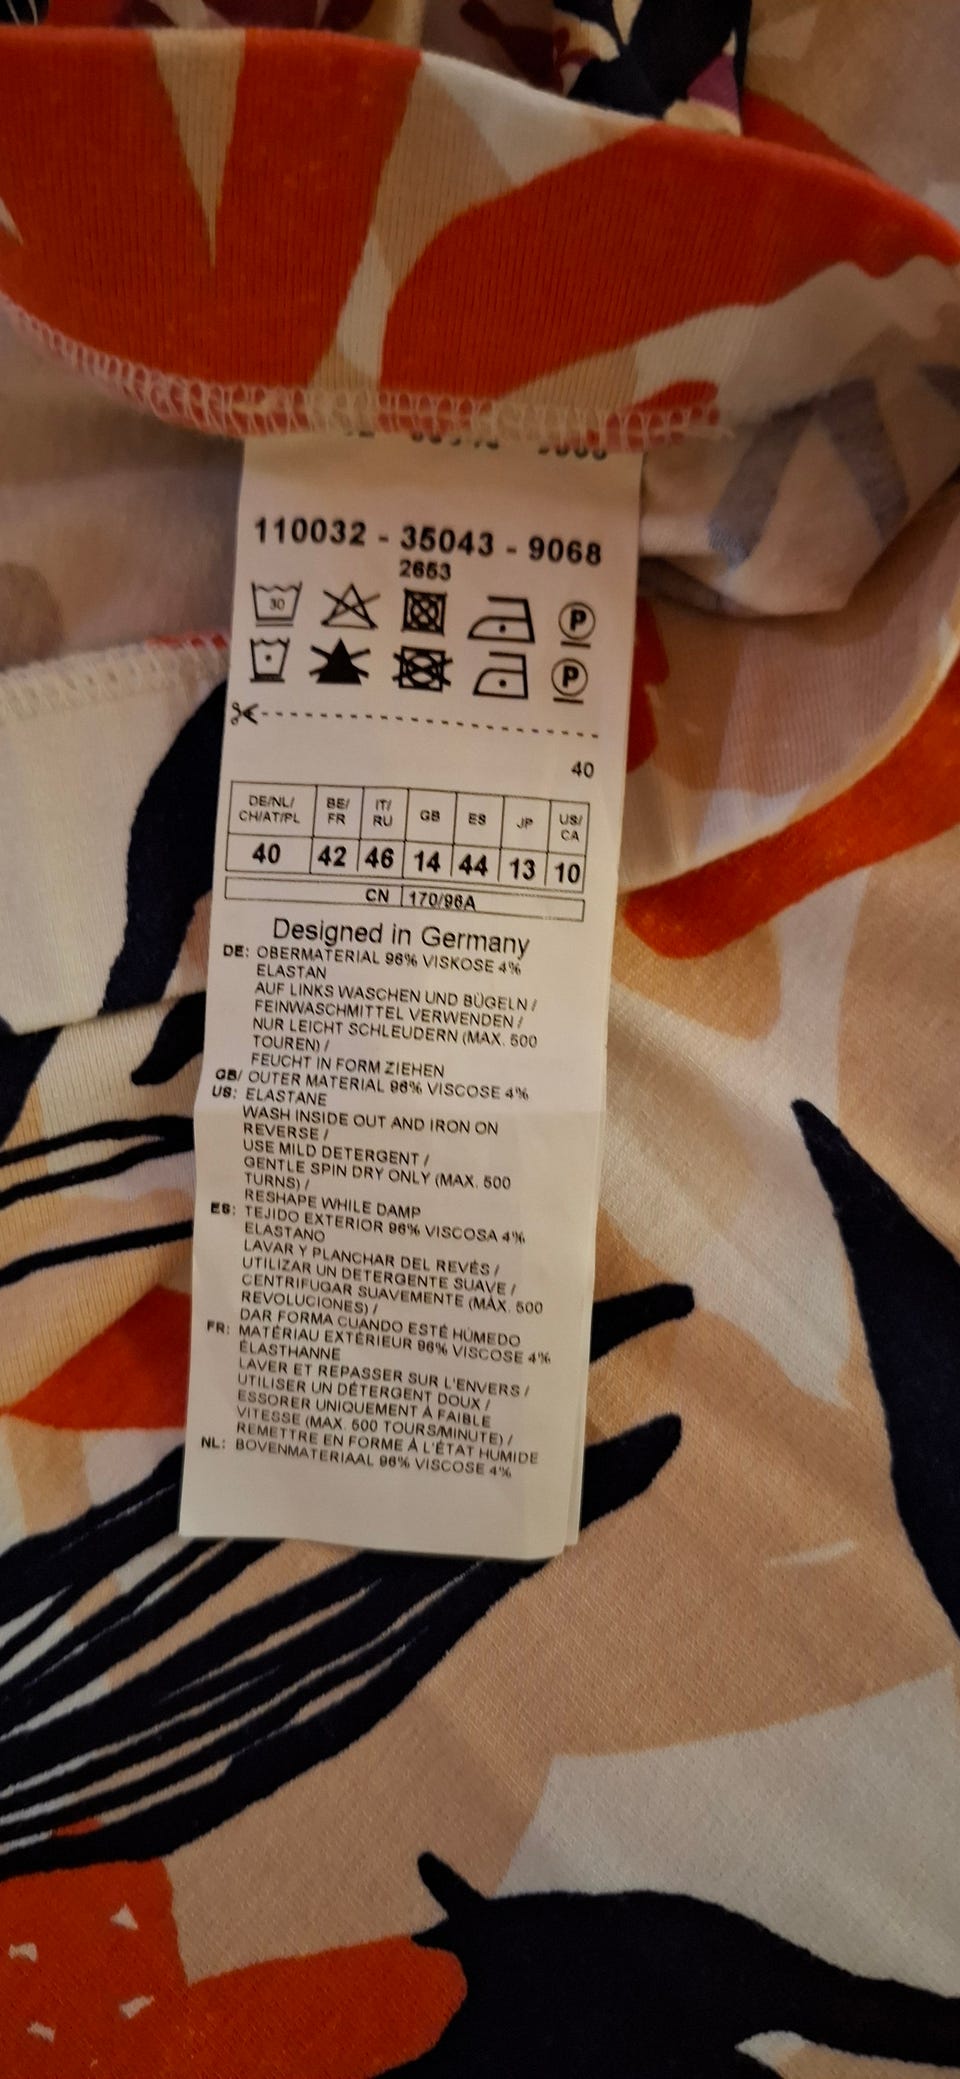 110032 - 35043 - 9068
2653
30
P
P
40
DE/NL/ CH/AT/PL BE/ FR IT/ RU GB ES JP US/ CA
40 42 46 14 44 13 10
CN 170/96A
Designed in Germany
DE: OBERMATERIAL 96% VISKOSE 4%
ELASTAN
AUF LINKS WASCHEN UND BÜGELN /
FEINWASCHMITTEL VERWENDEN /
NUR LEICHT SCHLEUDERN (MAX. 500
TOUREN) /
FEUCHT IN FORM ZIEHEN
GB/ OUTER MATERIAL 96% VISCOSE 4%
US: ELASTANE
WASH INSIDE OUT AND IRON ON
REVERSE /
USE MILD DETERGENT /
GENTLE SPIN DRY ONLY (MAX. 500
TURNS) /
RESHAPE WHILE DAMP
ES: TEJIDO EXTERIOR 96% VISCOSA 4%
ELASTANO
LAVAR Y PLANCHAR DEL REVÉS /
UTILIZAR UN DETERGENTE SUAVE /
CENTRIFUGAR SUAVEMENTE (MÁX. 500
REVOLUCIONES) /
DAR FORMA CUANDO ESTÉ HÚMEDO
FR: MATÉRIAU EXTÉRIEUR 96% VISCOSE 4%
ÉLASTHANNE
LAVER ET REPASSER SUR L'ENVERS /
UTILISER UN DÉTERGENT DOUX /
ESSORER UNIQUEMENT À FAIBLE
VITESSE (MAX. 500 TOURS/MINUTE) /
REMETTRE EN FORME À L'ÉTAT HUMIDE
NL: BOVENMATERIAAL 96% VISCOSE 4%